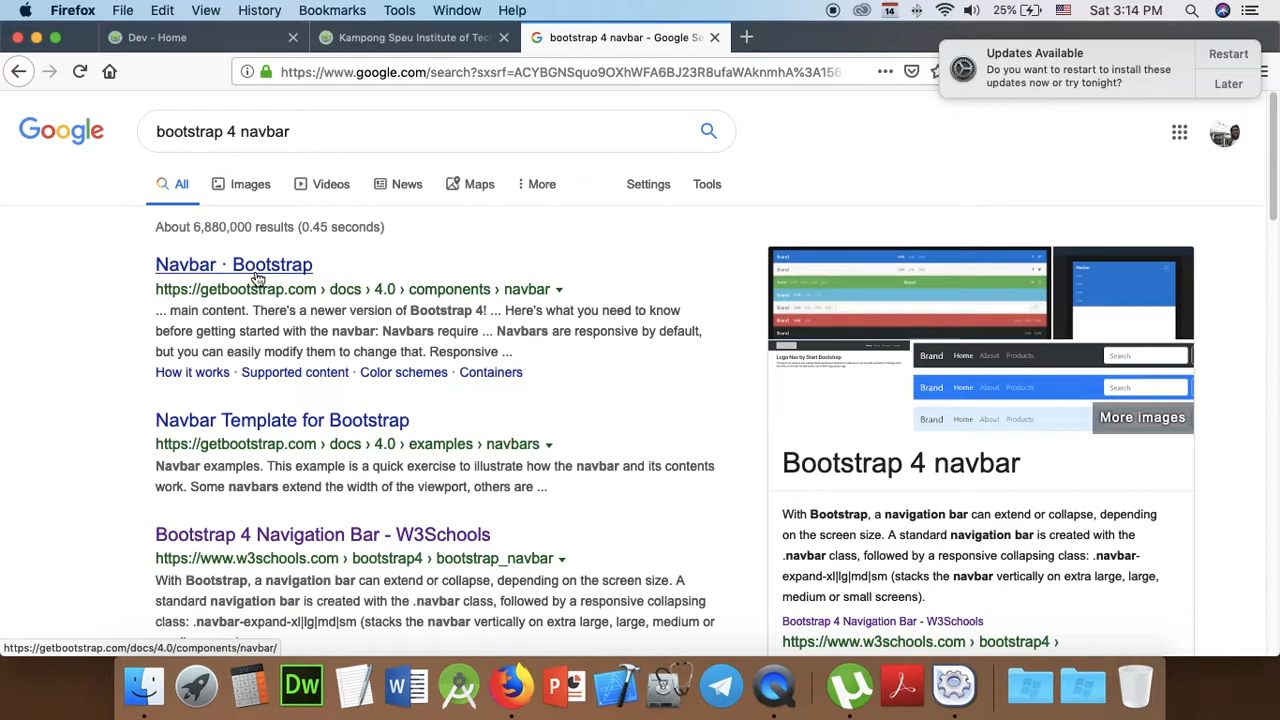 Firefox File Edit View History Bookmarks Tools Window Help 14 25% Sat 3:14 PM
Dev - Home
Kampong Speu Institute of Tech
bootstrap 4 navbar - Google Se
https://www.google.com/search?sxsrf=ACYBGNSquo9OXhWFA6BJ23R8ufaWAknmhA%3A156
Updates Available
Do you want to restart to install these
updates now or try tonight?
Restart
Later
Google
bootstrap 4 navbar
All Images Videos News Maps More Settings Tools
About 6,880,000 results (0.45 seconds)
Navbar · Bootstrap
https://getbootstrap.com › docs › 4.0 › components › navbar
... main content. There's a newer version of Bootstrap 4! ... Here's what you need to know
before getting started with the navbar: Navbars require ... Navbars are responsive by default,
but you can easily modify them to change that. Responsive ...
How it works · Supported content · Color schemes · Containers
Navbar Template for Bootstrap
https://getbootstrap.com › docs › 4.0 › examples › navbars
Navbar examples. This example is a quick exercise to illustrate how the navbar and its contents
work. Some navbars extend the width of the viewport, others are ...
Bootstrap 4 Navigation Bar - W3Schools
https://www.w3schools.com › bootstrap4 › bootstrap_navbar
With Bootstrap, a navigation bar can extend or collapse, depending on the screen size. A
standard navigation bar is created with the .navbar class, followed by a responsive collapsing
class: .navbar-expand-xl|lg|md|sm (stacks the navbar vertically on extra large, large, medium or
https://getbootstrap.com/docs/4.0/components/navbar/
Brand
Brand
Brand
Navbar
Logo Nav by Start Bootstrap
Brand Home About Products Search
Brand Home About Products Search
Brand Home About Products
More images
Bootstrap 4 navbar
With Bootstrap, a navigation bar can extend or collapse, depending
on the screen size. A standard navigation bar is created with the
.navbar class, followed by a responsive collapsing class: .navbar-
expand-xl|lg|md|sm (stacks the navbar vertically on extra large, large,
medium or small screens).
Bootstrap 4 Navigation Bar - W3Schools
https://www.w3schools.com › bootstrap4 ›
Dw
W
P